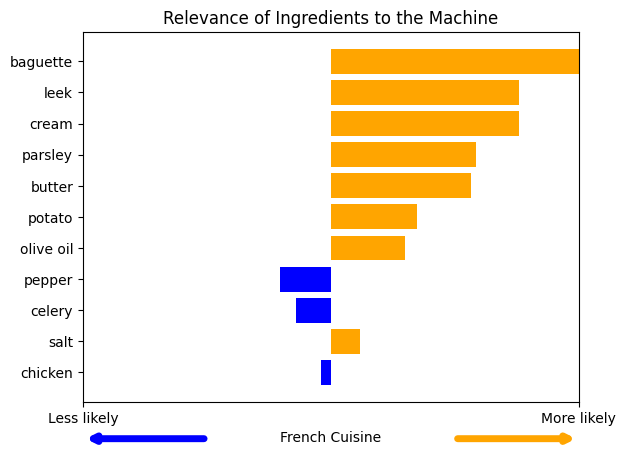 Relevance of Ingredients to the Machine
baguette
leek
cream
parsley
butter
potato
olive oil
pepper
celery
salt
chicken
Less likely
More likely
French Cuisine